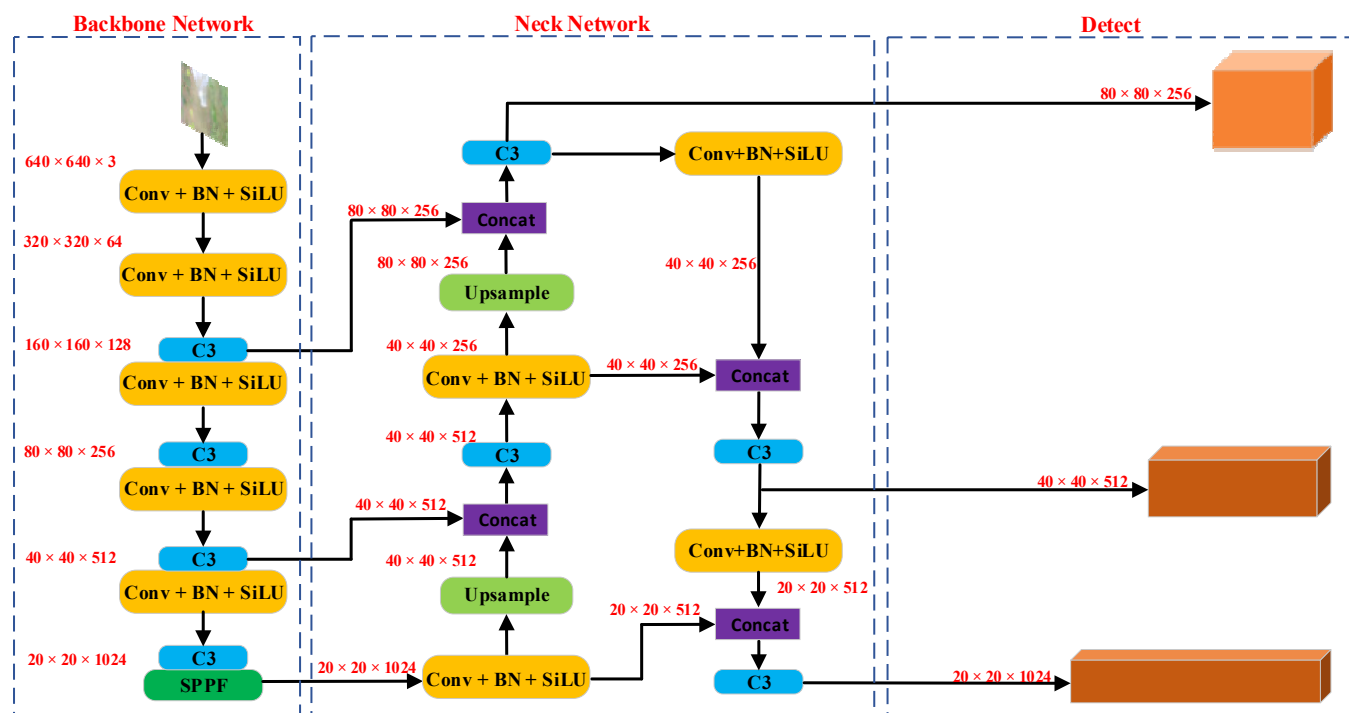 Backbone Network
640 × 640 × 3
Conv + BN + SiLU
320 × 320 × 64
Conv + BN + SiLU
160 × 160 × 128
C3
Conv + BN + SiLU
80 × 80 × 256
C3
Conv + BN + SiLU
40 × 40 × 512
C3
Conv + BN + SiLU
20 × 20 × 1024
C3
SPPF
Neck Network
C3
Conv+BN+SiLU
80 × 80 × 256
Concat
80 × 80 × 256
40 × 40 × 256
Upsample
40 × 40 × 256
Conv + BN + SiLU
40 × 40 × 256
Concat
40 × 40 × 512
C3
C3
40 × 40 × 512
Concat
Conv+BN+SiLU
40 × 40 × 512
Upsample
20 × 20 × 512
20 × 20 × 512
Concat
20 × 20 × 1024
Conv + BN + SiLU
C3
Detect
80 × 80 × 256
40 × 40 × 512
20 × 20 × 1024